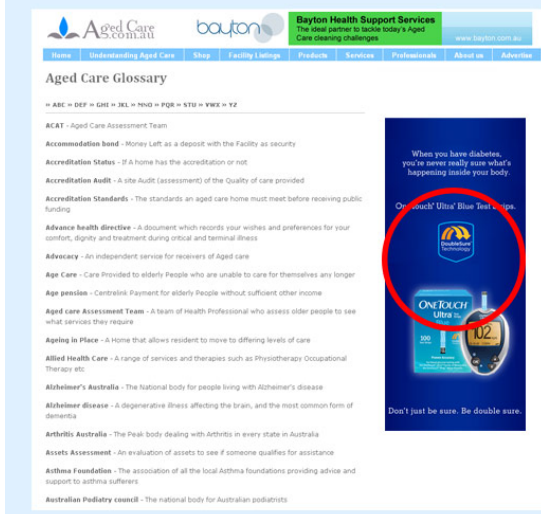 Aged Care
.com.au
bayton
Bayton Health Support Services
The ideal partner to tackle today's Aged
Care cleaning challenges
www.bayton.com.au
Home Understanding Aged Care Shop Facility Listings Products Services Professionals About us Advertise
Aged Care Glossary
» ABC » DEF » GHI » JKL » MNO » PQR » STU » VWX » YZ
ACAT - Aged Care Assessment Team
Accommodation bond - Money Left as a deposit with the Facility as security
Accreditation Status - If A home has the accreditation or not
Accreditation Audit - A site Audit (assessment) of the Quality of care provided
Accreditation Standards - The standards an aged care home must meet before receiving public
funding
Advance health directive - A document which records your wishes and preferences for your
comfort, dignity and treatment during critical and terminal illness
Advocacy - An independent service for receivers of Aged care
Age Care - Care Provided to elderly People who are unable to care for themselves any longer
Age pension - Centrelink Payment for elderly People without sufficient other income
Aged care Assessment Team - A team of Health Professional who assess older people to see
what services they require
Ageing in Place - A Home that allows resident to move to differing levels of care
Allied Health Care - A range of services and therapies such as Physiotherapy Occupational
Therapy etc
Alzheimer's Australia - The National body for people living with Alzheimer's disease
Alzheimer disease - A degenerative illness affecting the brain, and the most common form of
dementia
Arthritis Australia - The Peak body dealing with Arthritis in every state in Australia
Assets Assessment - An evaluation of assets to see if someone qualifies for assistance
Asthma Foundation - The association of all the local Asthma foundations providing advice and
support to asthma sufferers
Australian Podiatry council - The national body for Australian podiatrists
When you have diabetes,
you're never really sure what's
happening inside your body.
OneTouch® Ultra® Blue Test Strips.
DoubleSure
Technology
ONETOUCH
Ultra
Blue
100
102
Don't just be sure. Be double sure.